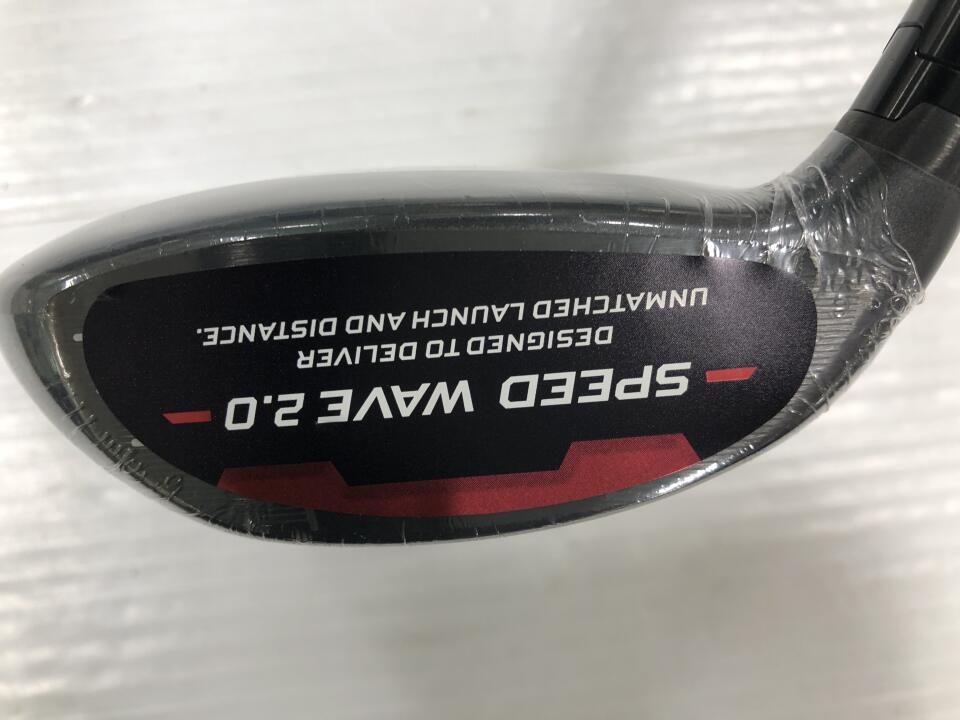 SPEED WAVE 2.0
DESIGNED TO DELIVER
UNMATCHED LAUNCH AND DISTANCE.